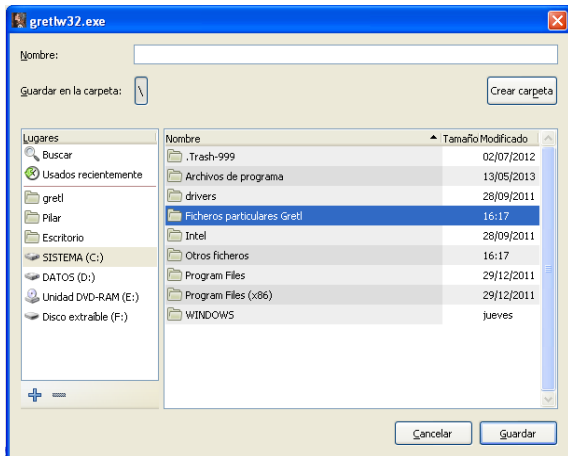 gretlw32.exe
Nombre:
Guardar en la carpeta: \ Crear carpeta
Lugares
Buscar
Usados recientemente
gretl
Pilar
Escritorio
SISTEMA (C:)
DATOS (D:)
Unidad DVD-RAM (E:)
Disco extraíble (F:)
Nombre Tamaño Modificado
.Trash-999 02/07/2012
Archivos de programa 13/05/2013
drivers 28/09/2011
Ficheros particulares Gretl 16:17
Intel 28/09/2011
Otros ficheros 16:17
Program Files 29/12/2011
Program Files (x86) 29/12/2011
WINDOWS jueves
Cancelar Guardar